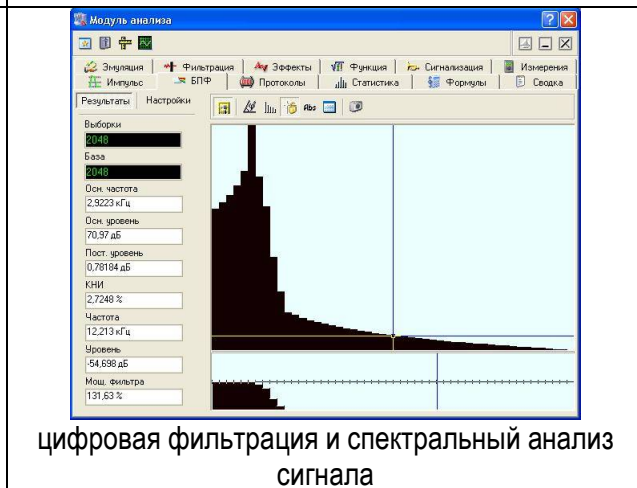 Модуль анализа
Эмуляция Фильтрация Эффекты Функция Сигнализация Измерения
Импульс БПФ Протоколы Статистика Формулы Сводка
Результаты Настройки
Abs
Выборки
2048
База
2048
Осн. частота
2,9223 кГц
Осн. уровень
70,97 дБ
Пост. уровень
0,78184 дБ
КНИ
2,7248 %
Частота
12,213 кГц
Уровень
-54,698 дБ
Мощ. фильтра
131,63 %
цифровая фильтрация и спектральный анализ
сигнала